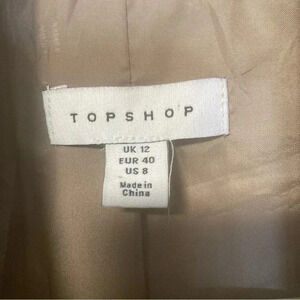 TOPSHOP
UK 12
EUR 40
US 8
Made in
China